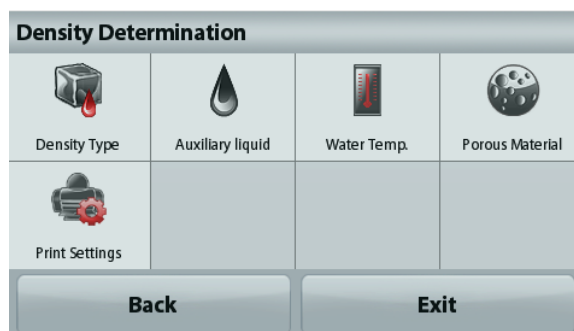 Density Determination
Density Type Auxiliary liquid Water Temp. Porous Material
Print Settings
Back Exit